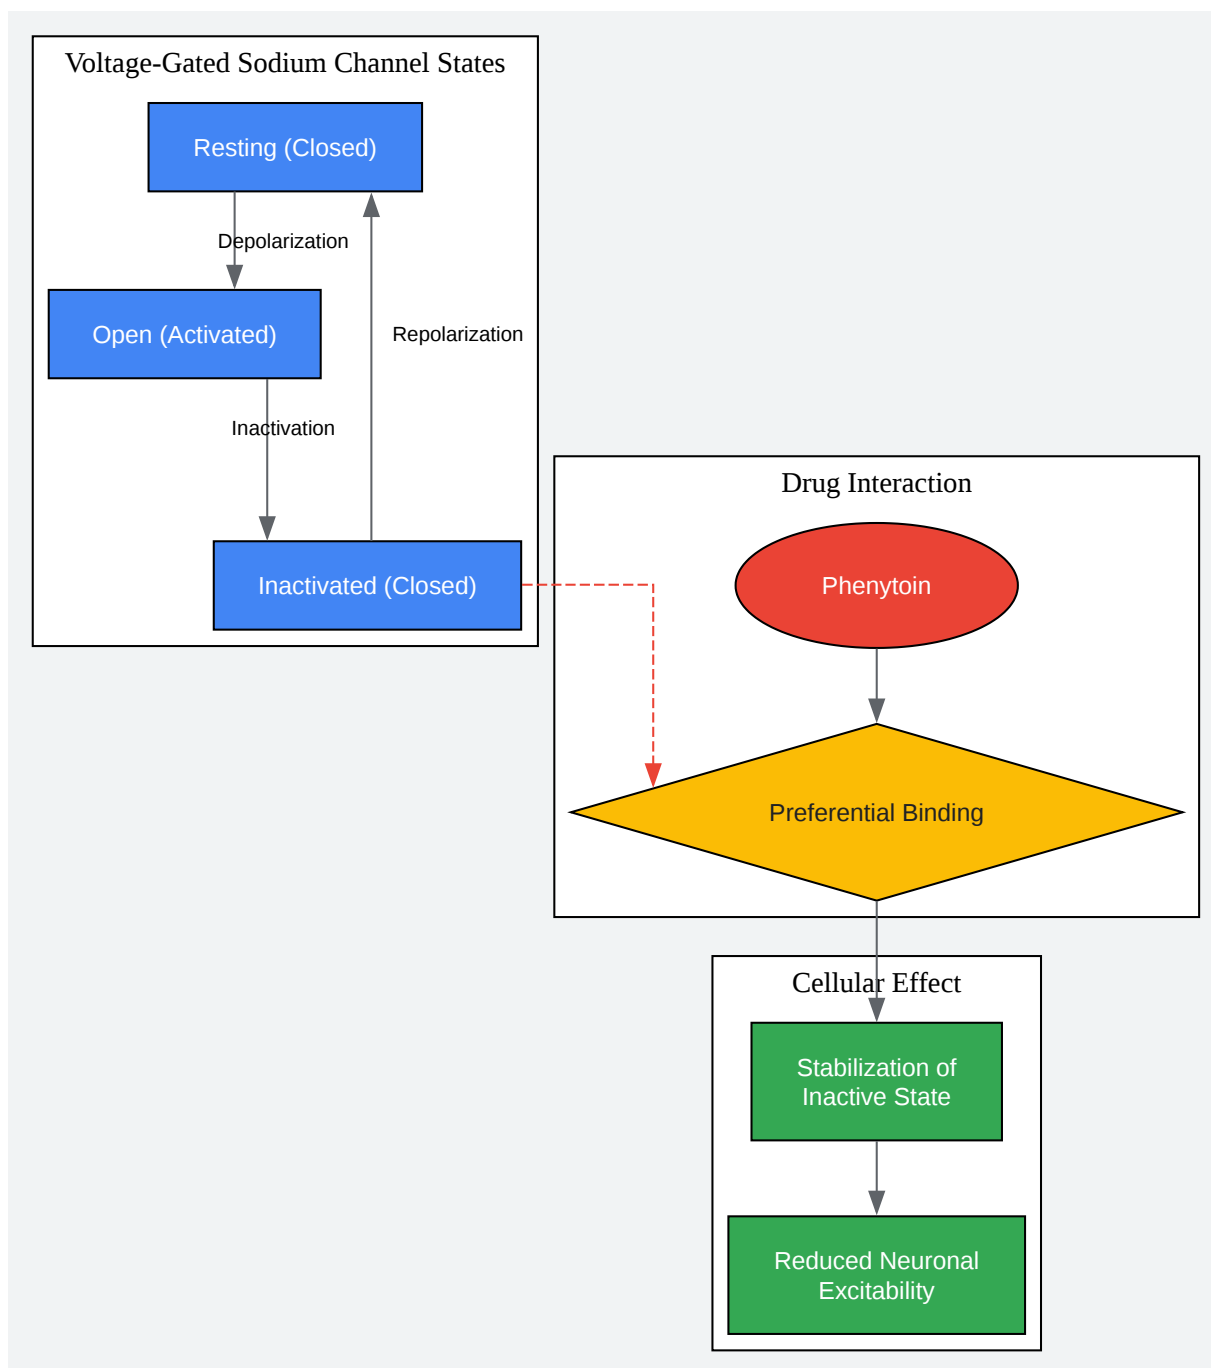 Voltage-Gated Sodium Channel States
Resting (Closed)
Depolarization
Open (Activated)
Repolarization
Inactivation
Inactivated (Closed)
Drug Interaction
Phenytoin
Preferential Binding
Cellular Effect
Stabilization of
Inactive State
Reduced Neuronal
Excitability